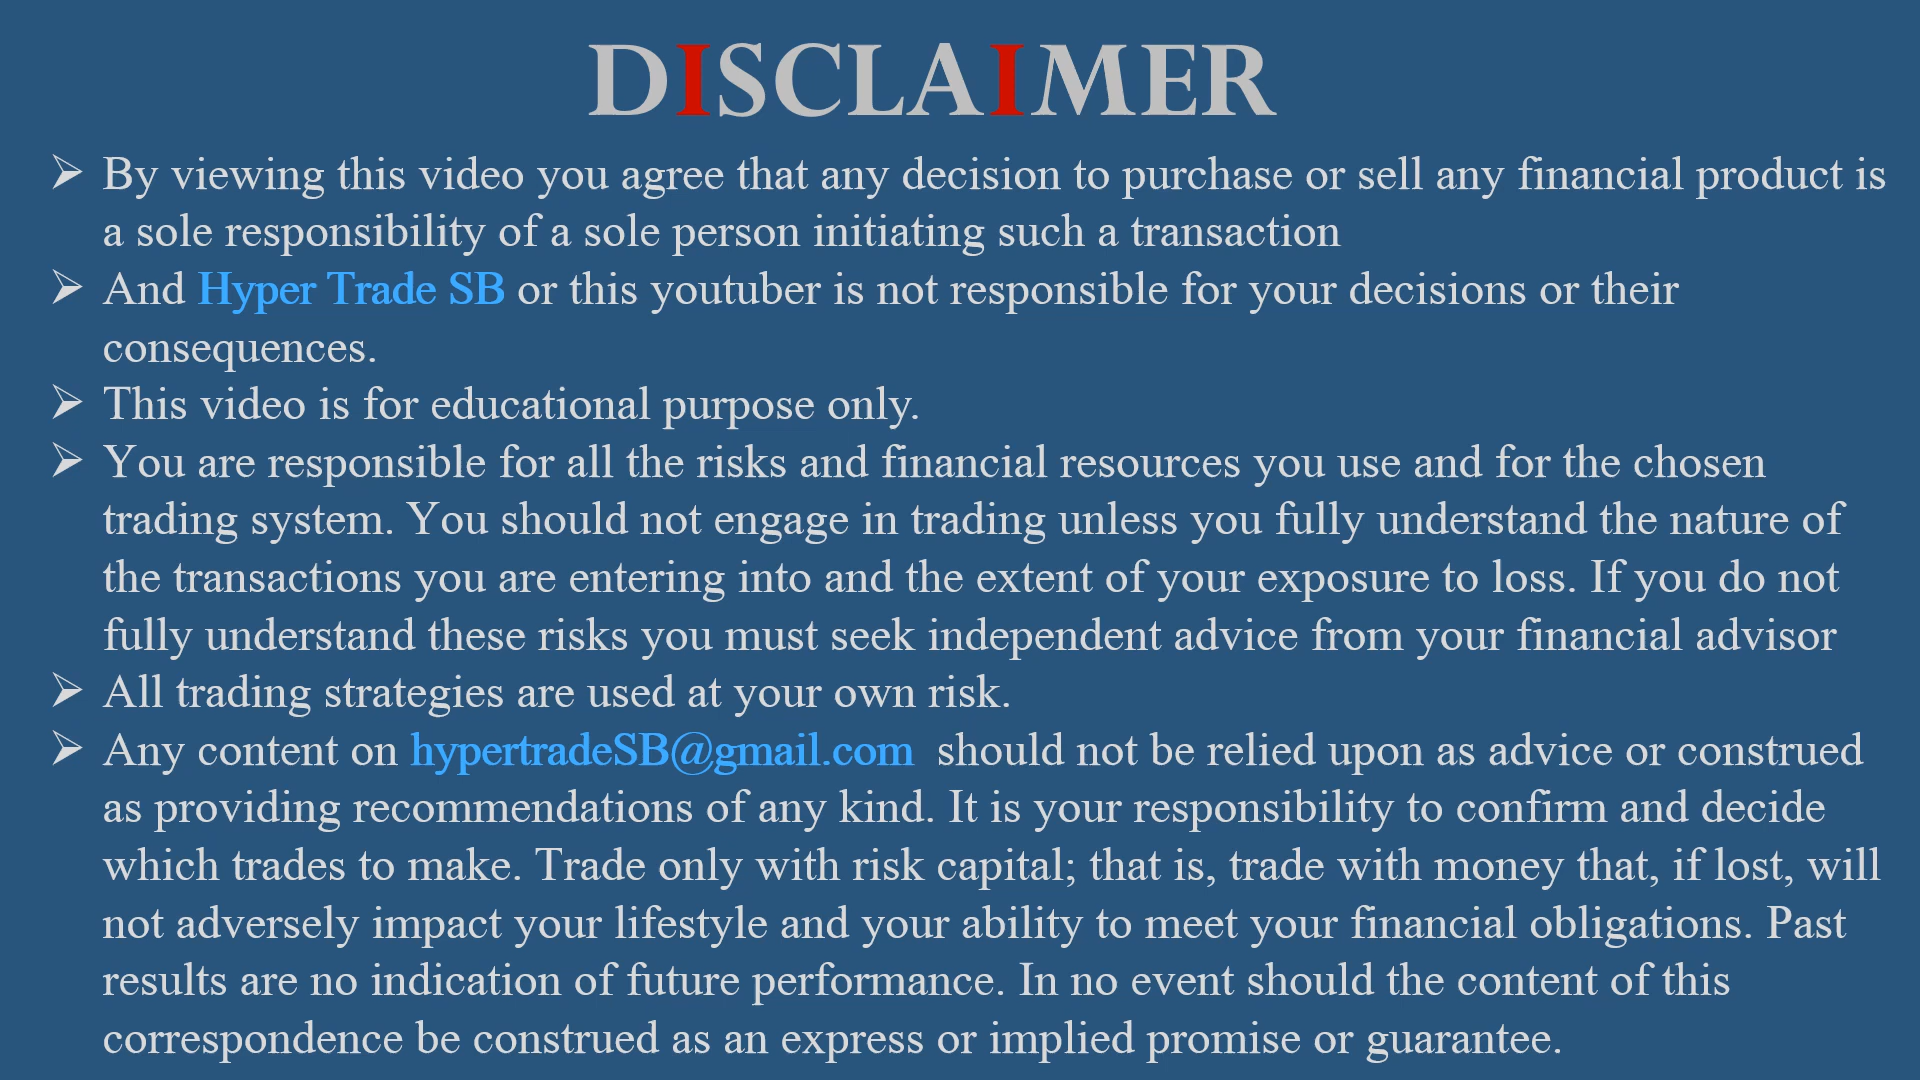 DISCLAIMER
➢ By viewing this video you agree that any decision to purchase or sell any financial product is
a sole responsibility of a sole person initiating such a transaction
➢ And Hyper Trade SB or this youtuber is not responsible for your decisions or their
consequences.
➢ This video is for educational purpose only.
➢ You are responsible for all the risks and financial resources you use and for the chosen
trading system. You should not engage in trading unless you fully understand the nature of
the transactions you are entering into and the extent of your exposure to loss. If you do not
fully understand these risks you must seek independent advice from your financial advisor
➢ All trading strategies are used at your own risk.
➢ Any content on hypertradeSB@gmail.com should not be relied upon as advice or construed
as providing recommendations of any kind. It is your responsibility to confirm and decide
which trades to make. Trade only with risk capital; that is, trade with money that, if lost, will
not adversely impact your lifestyle and your ability to meet your financial obligations. Past
results are no indication of future performance. In no event should the content of this
correspondence be construed as an express or implied promise or guarantee.